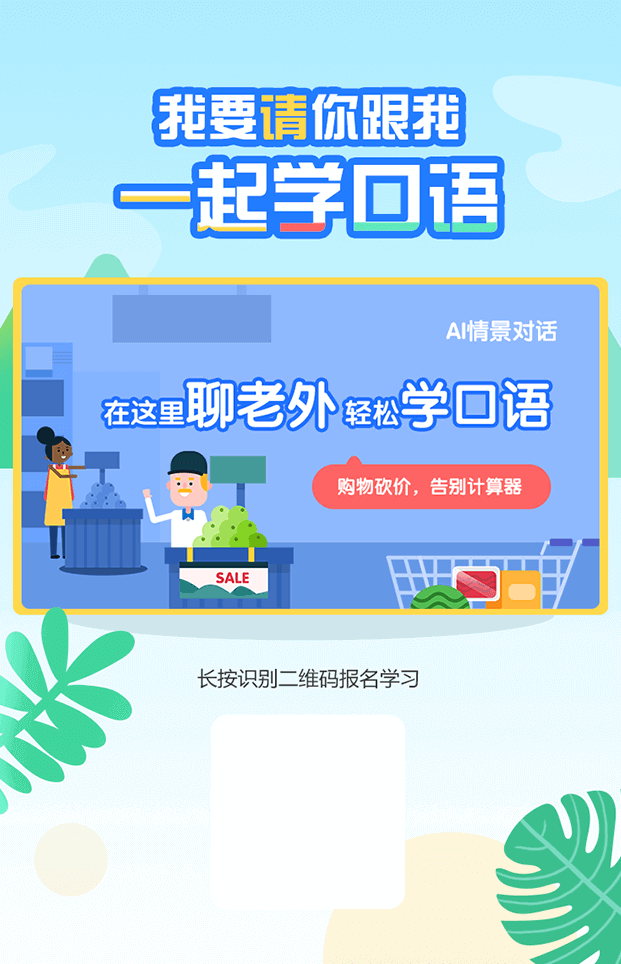 我要请你跟我
一起学口语
AI情景对话
在这里聊老外 轻松学口语
购物砍价，告别计算器
SALE
长按识别二维码报名学习